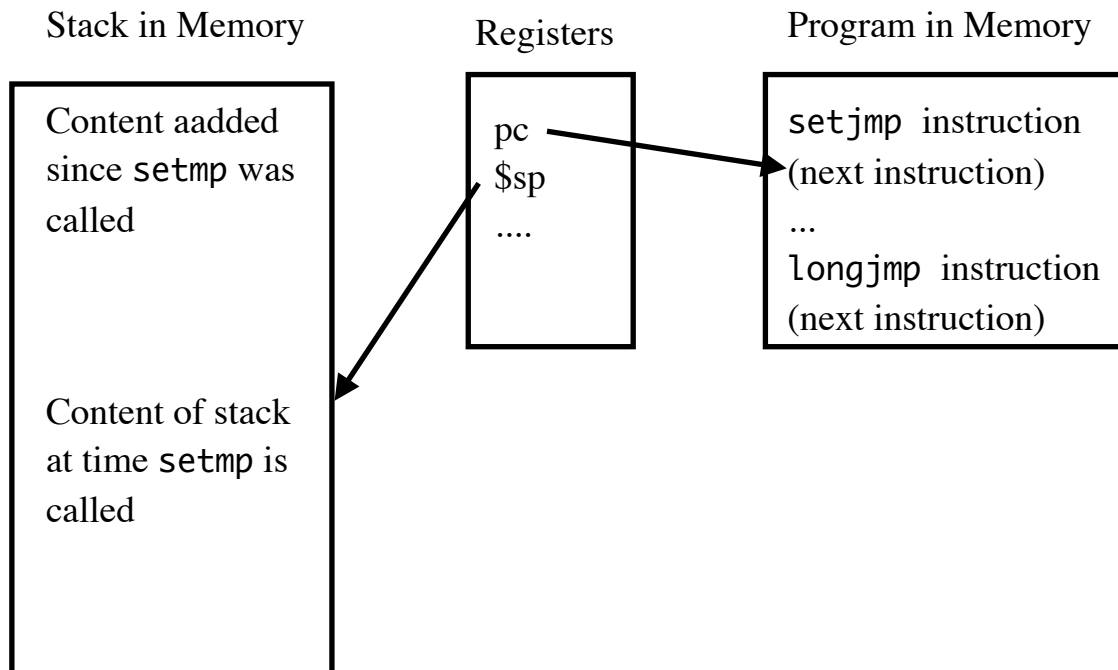 Stack in Memory
Content aadded
since setmp was
called
Content of stack
at time setmp is
called
Registers
pc
$sp
....
Program in Memory
setjmp instruction
(next instruction)
...
longjmp instruction
(next instruction)